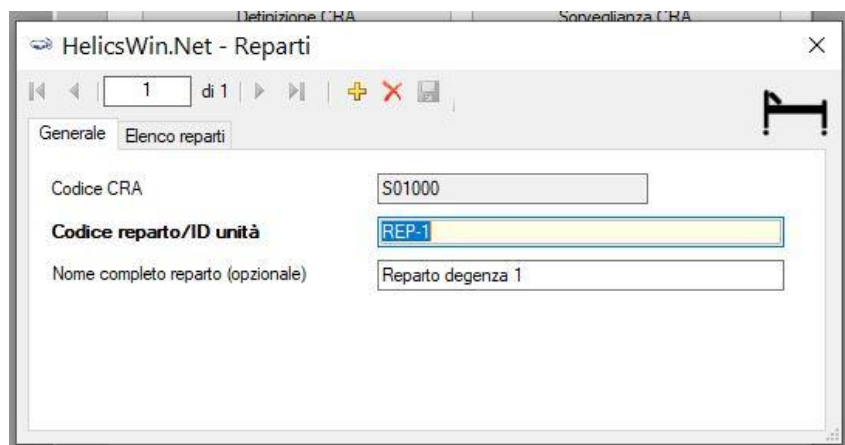 Definizione CRA Sorveglianza CRA
HelicsWin.Net - Reparti
1 di 1
Generale Elenco reparti
Codice CRA S01000
Codice reparto/ID unità REP-1
Nome completo reparto (opzionale) Reparto degenza 1